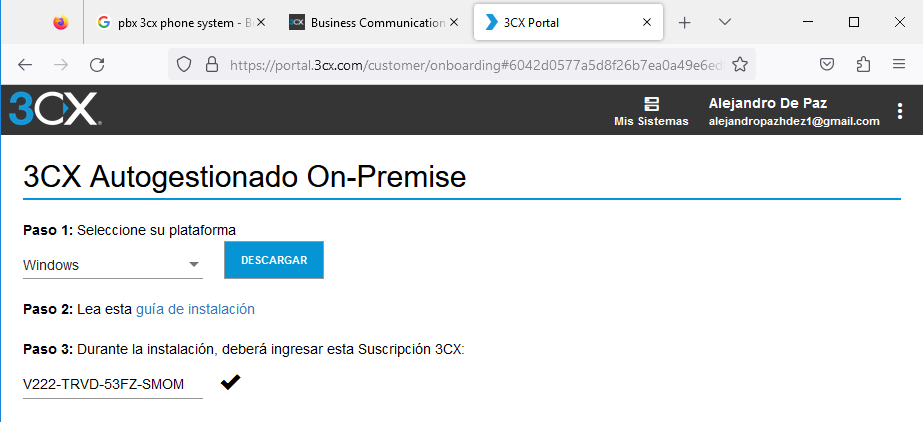 pbx 3cx phone system - B
Business Communication
3CX Portal
https://portal.3cx.com/customer/onboarding#6042d0577a5d8f26b7ea0a49e6ed
3CX
Mis Sistemas
Alejandro De Paz
alejandropazhdez1@gmail.com
3CX Autogestionado On-Premise
Paso 1: Seleccione su plataforma
Windows
DESCARGAR
Paso 2: Lea esta guía de instalación
Paso 3: Durante la instalación, deberá ingresar esta Suscripción 3CX:
V222-TRVD-53FZ-SMOM